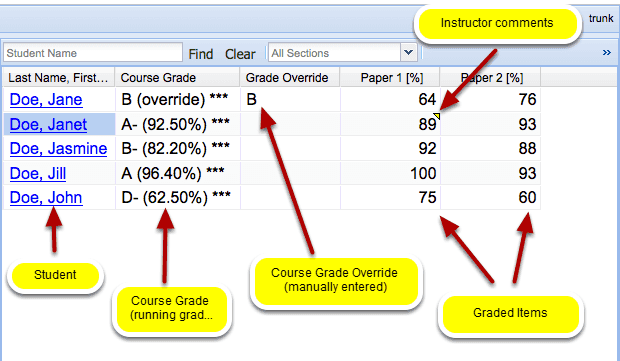 Instructor comments
trunk
Student Name Find Clear All Sections »
Last Name, First... Course Grade Grade Override Paper 1 [%] Paper 2 [%]
Doe, Jane B (override) *** B 64 76
Doe, Janet A- (92.50%) *** 89 93
Doe, Jasmine B- (82.20%) *** 92 88
Doe, Jill A (96.40%) *** 100 93
Doe, John D- (62.50%) *** 75 60
Student
Course Grade
(running grad...
Course Grade Override
(manually entered)
Graded Items